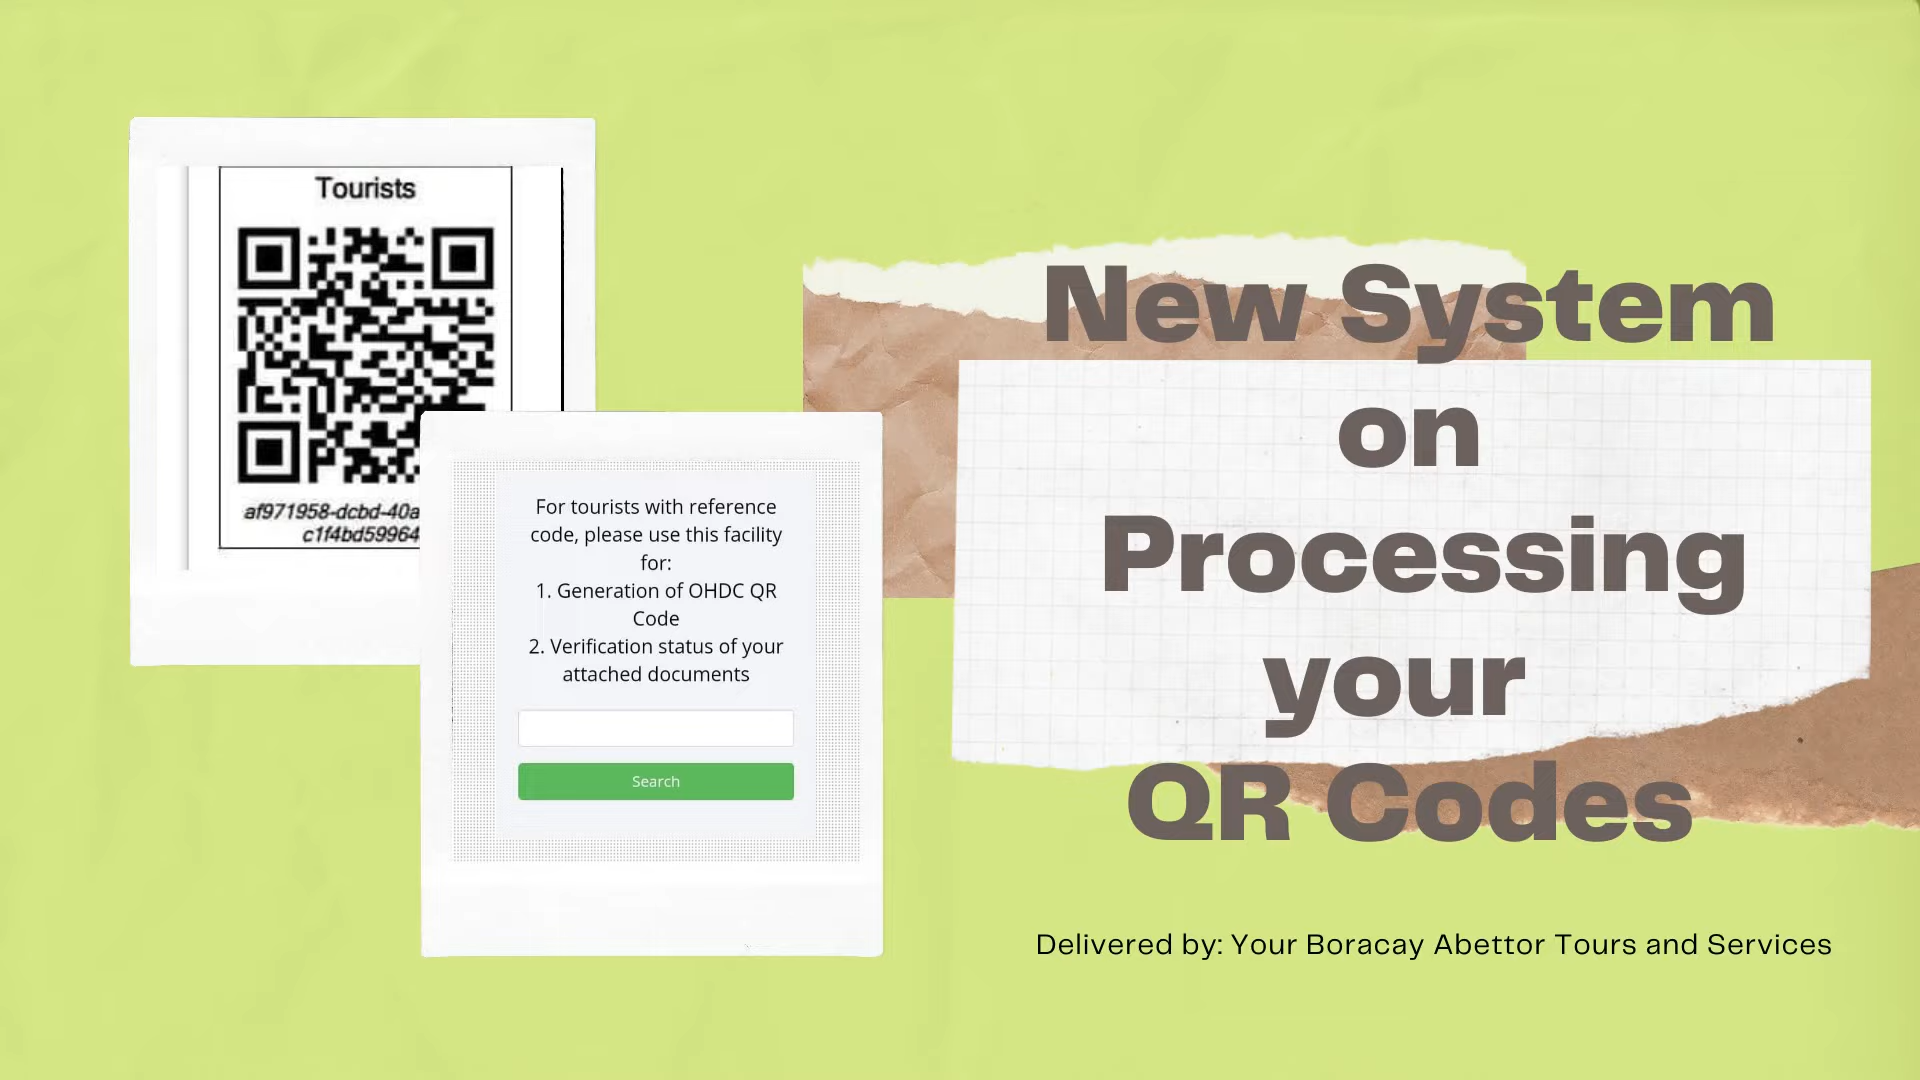 Tourists
af971958-dcbd-40a
c1f4bd59964
For tourists with reference
code, please use this facility
for:
1. Generation of OHDC QR
Code
2. Verification status of your
attached documents
Search
New System
on
Processing
your
QR Codes
Delivered by: Your Boracay Abettor Tours and Services